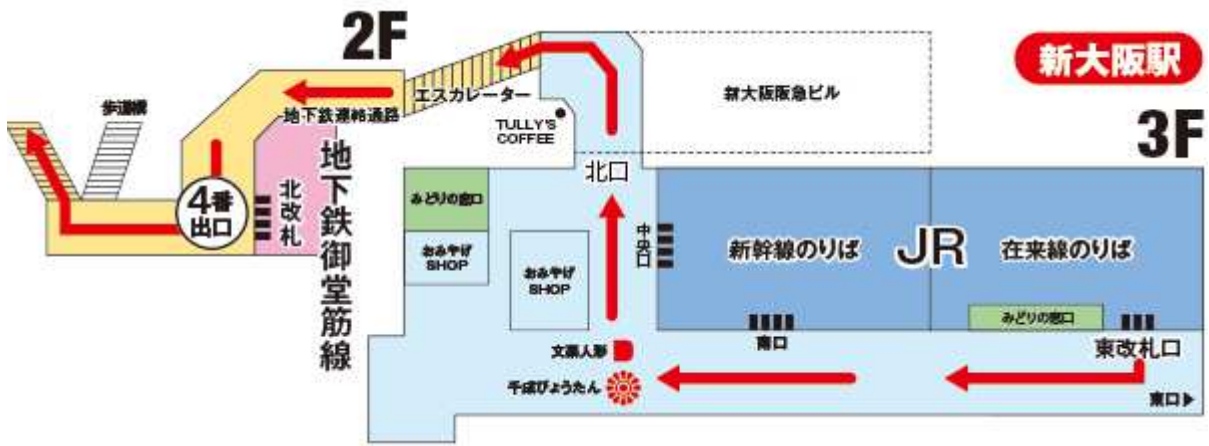 2F
新大阪駅
3F
歩道橋
地下鉄連絡通路
エスカレーター
TULLY'S
COFFEE
新大阪阪急ビル
4番
出口
北改札
地下鉄御堂筋線
みどりの窓口
おみやげ
SHOP
おみやげ
SHOP
北口
中央口
新幹線のりば
JR
在来線のりば
みどりの窓口
南口
東改札口
文楽人形
千成びょうたん
東口